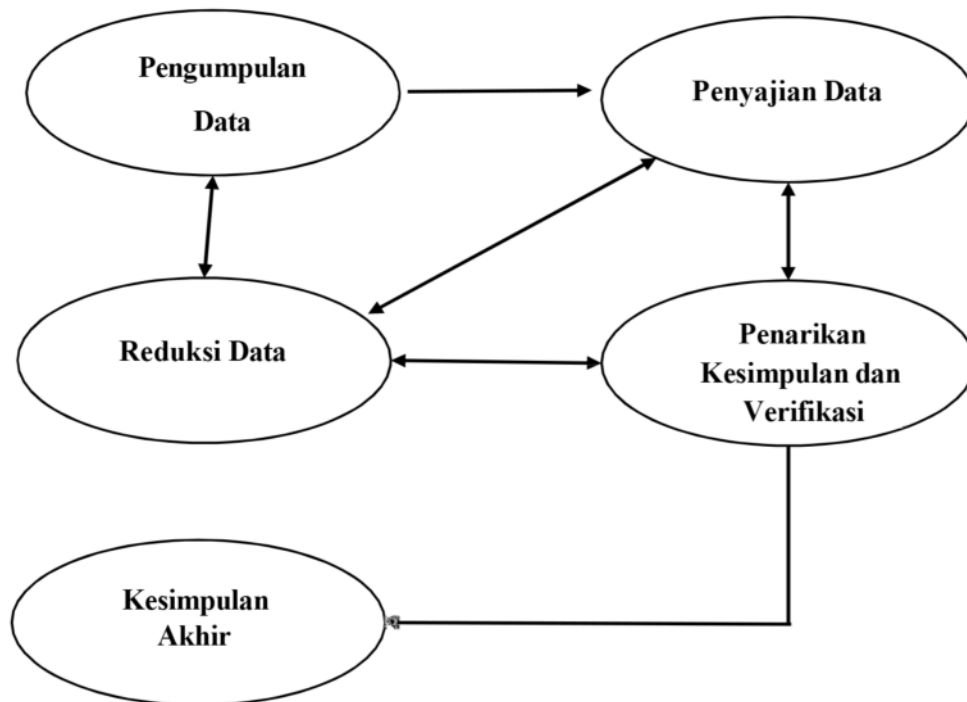 Pengumpulan
Data
Penyajian Data
Reduksi Data
Penarikan
Kesimpulan dan
Verifikasi
Kesimpulan
Akhir